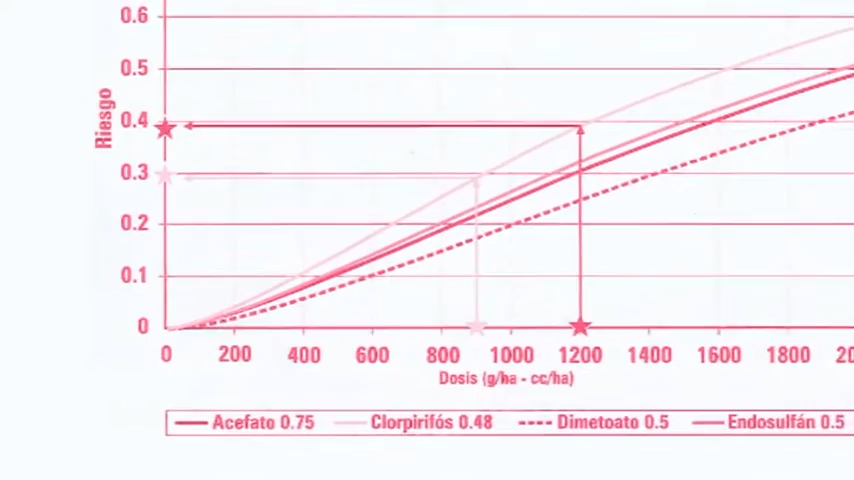 0.6
0.5
0.4
0.3
0.2
0.1
0
Riesgo
0 200 400 600 800 1000 1200 1400 1600 1800
Dosis (g/ha - cc/ha)
Acefato 0.75 Clorpirifós 0.48 Dimetoato 0.5 Endosulfán 0.5